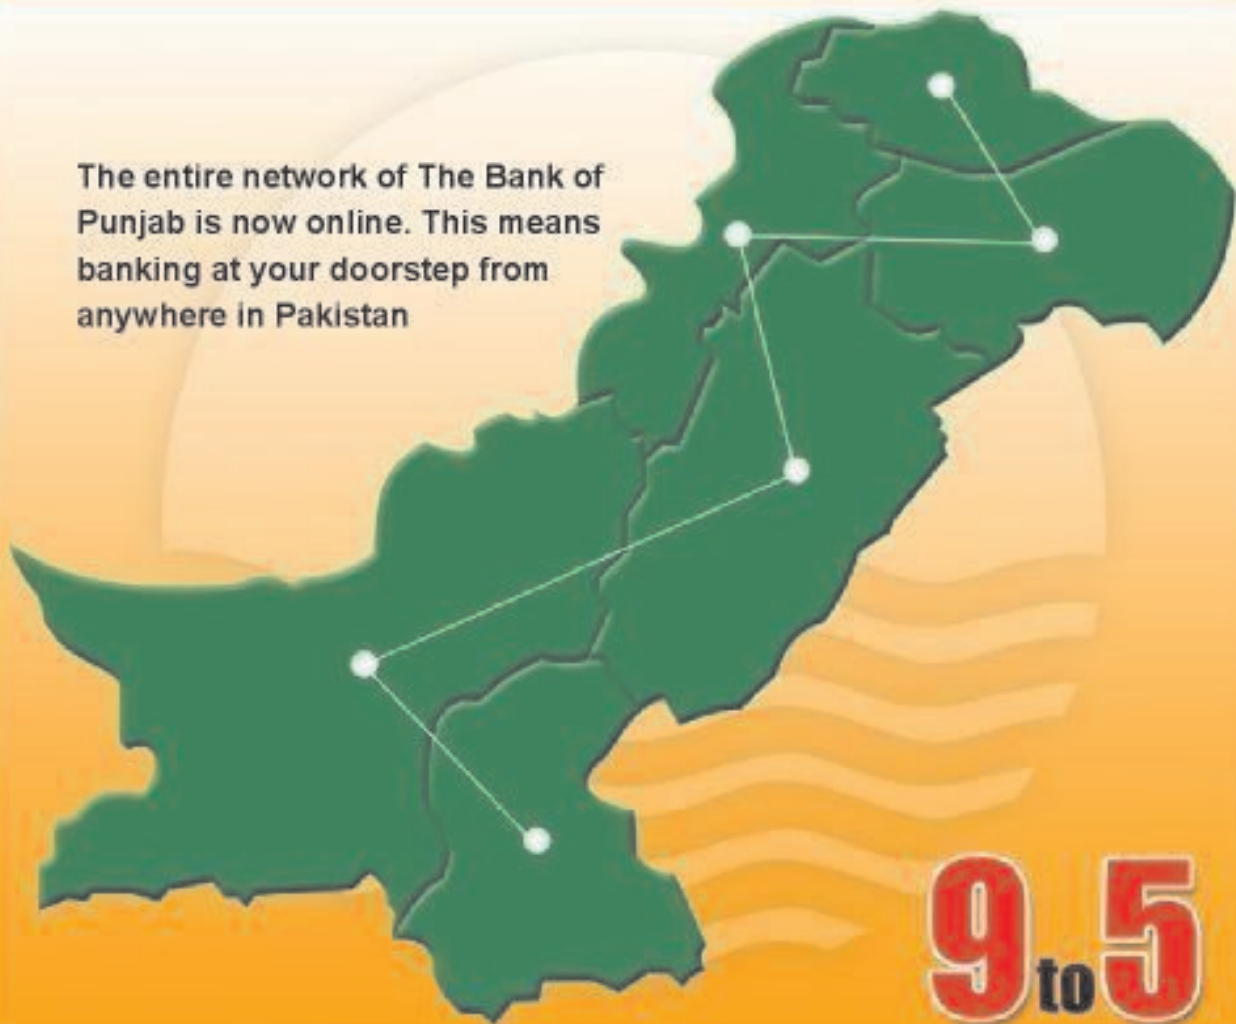 The entire network of The Bank of
Punjab is now online. This means
banking at your doorstep from
anywhere in Pakistan
9 to 5